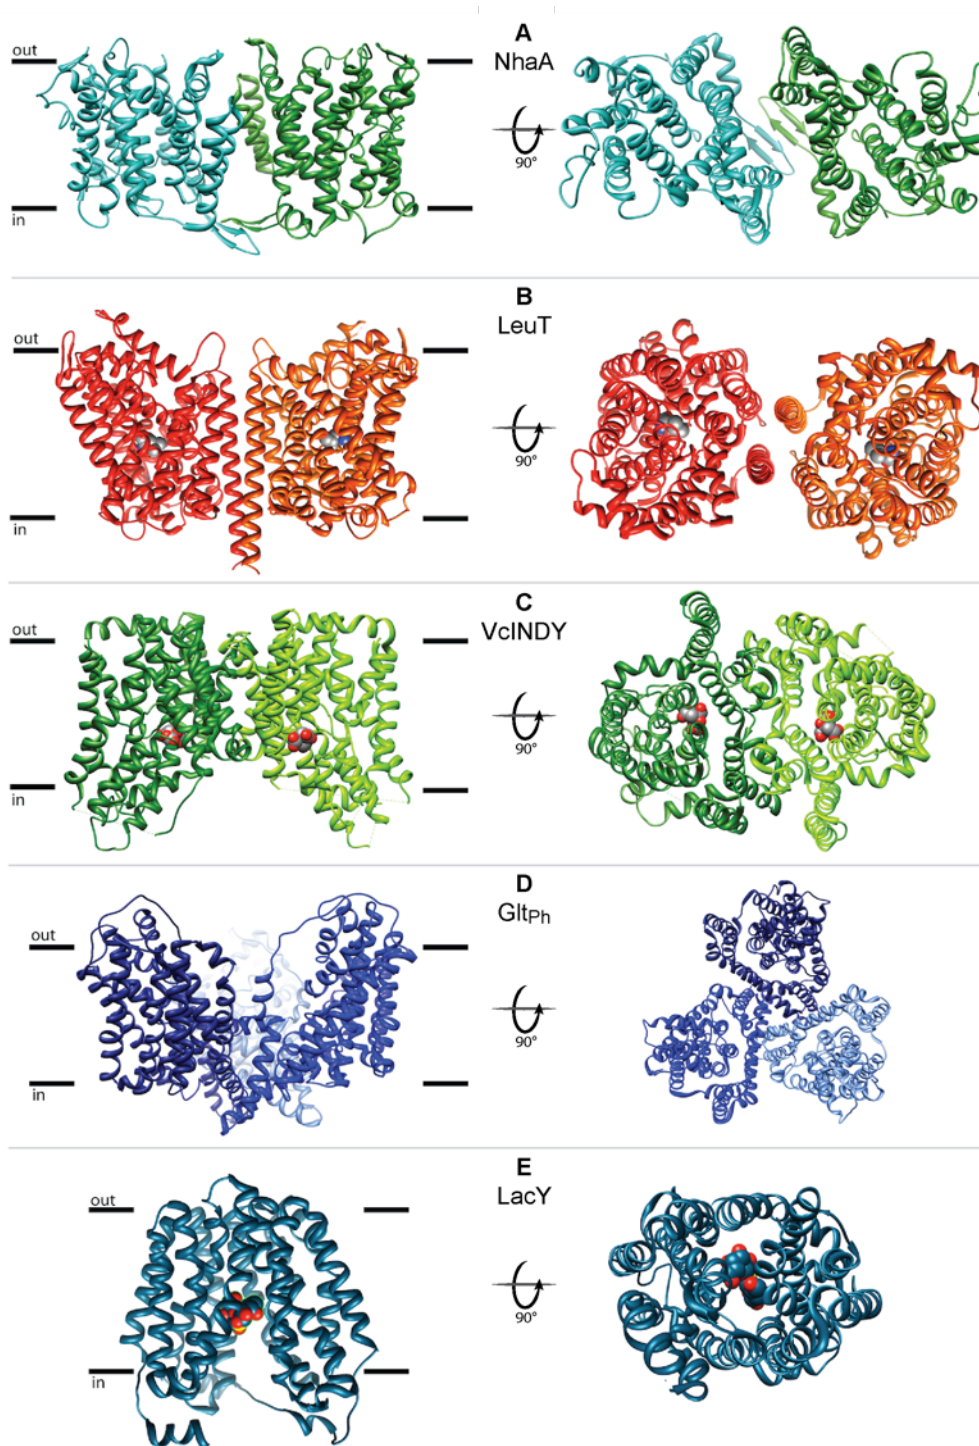 A
NhaA
out
in
90°
B
LeuT
out
in
90°
C
VcINDY
out
in
90°
D
GltPh
out
in
90°
E
LacY
out
in
90°